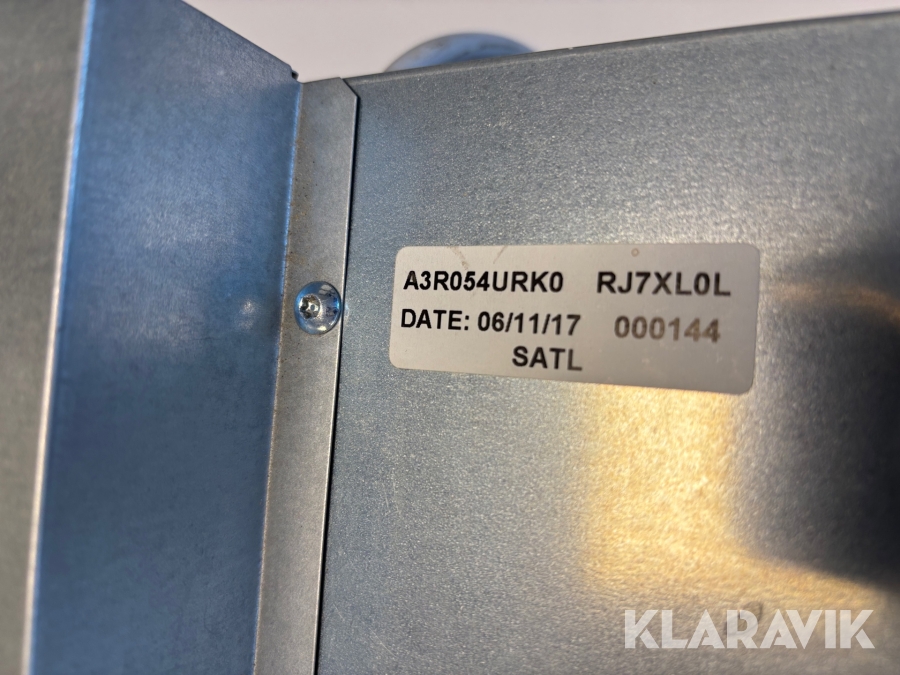 A3R054URK0 RJ7XL0L
DATE: 06/11/17 000144
SATL
KLARAVIK